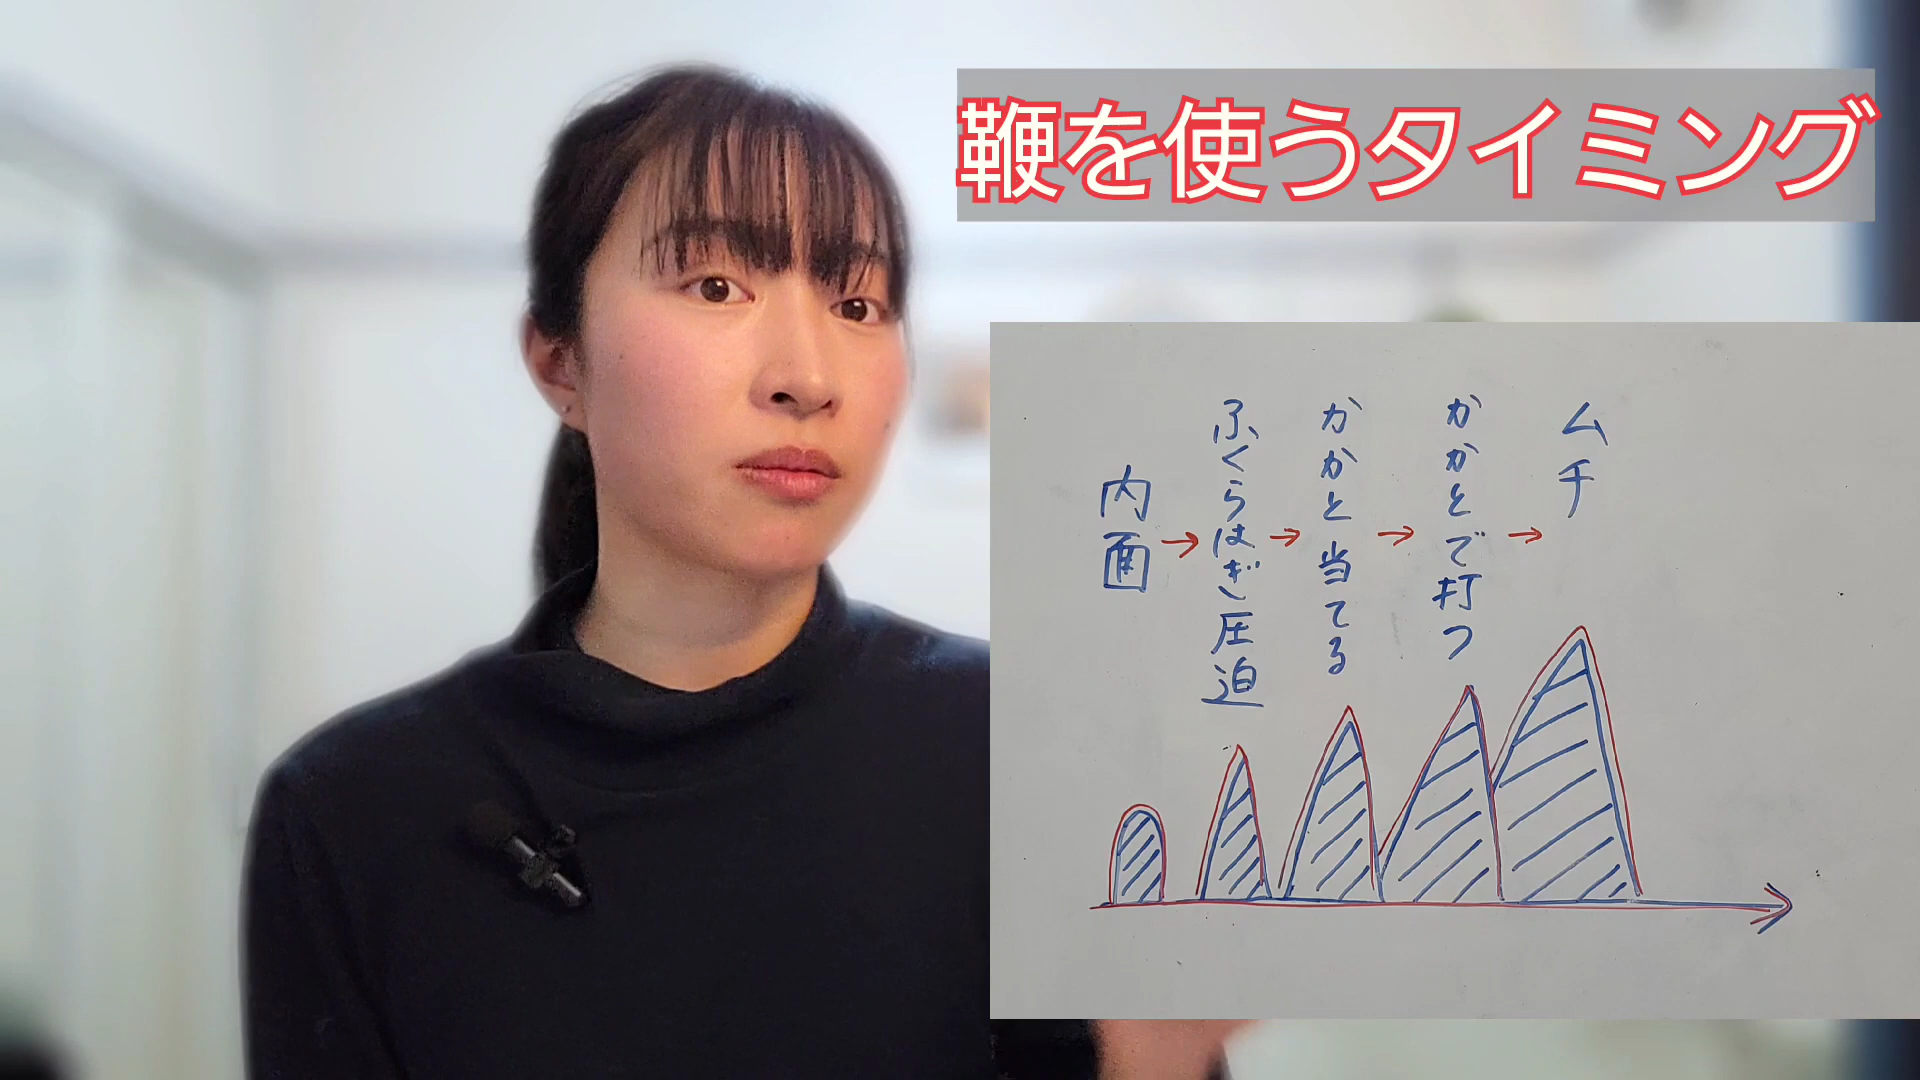 鞭を使うタイミング
内面
→
ふくらはぎ圧迫
→
かかと当てる
→
かかとで打つ
→
ムチ